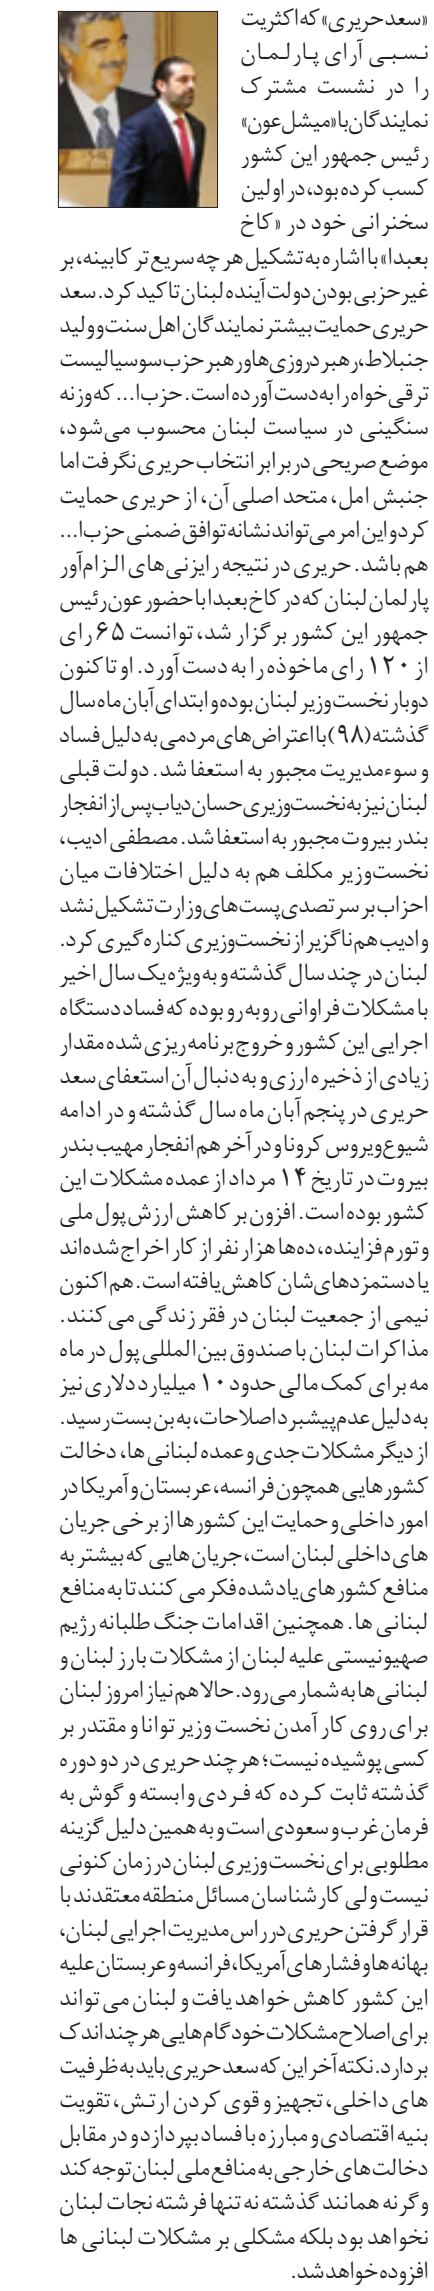 «سعدحریری» که اکثریت
نسبی آرای پارلمان
را در نشست مشترک
نمایندگان با «میشل عون»
رئیس جمهور این کشور
کسب کرده بود، در اولین
سخنرانی خود در «کاخ
بعبدا» با اشاره به تشکیل هر چه سریع تر کابینه، بر
غیرحزبی بودن دولت آینده لبنان تاکید کرد. سعد
حریری حمایت بیشتر نمایندگان اهل سنت و ولید
جنبلاط، رهبر دروزی ها و رهبر حزب سوسیالیست
ترقی خواه را به دست آورده است. حزب ا... که وزنه
سنگینی در سیاست لبنان محسوب می شود،
موضع صریحی در برابر انتخاب حریری نگرفت اما
جنبش امل، متحد اصلی آن، از حریری حمایت
کرد و این امر می تواند نشانه توافق ضمنی حزب ا...
هم باشد. حریری در نتیجه رایزنی های الزام آور
پارلمان لبنان که در کاخ بعبدا با حضور عون رئیس
جمهور این کشور برگزار شد، توانست ۶۵ رای
از ۱۲۰ رای ماخوذه را به دست آورد. او تاکنون
دوبار نخست وزیر لبنان بوده و ابتدای آبان ماه سال
گذشته (۹۸) با اعتراض های مردمی به دلیل فساد
و سوءمدیریت مجبور به استعفا شد. دولت قبلی
لبنان نیز به نخست وزیری حسان دیاب پس از انفجار
بندر بیروت مجبور به استعفا شد. مصطفی ادیب،
نخست وزیر مکلف هم به دلیل اختلافات میان
احزاب بر سر تصدی پست های وزارت تشکیل نشد
و ادیب هم ناگزیر از نخست وزیری کناره گیری کرد.
لبنان در چند سال گذشته و به ویژه یک سال اخیر
با مشکلات فراوانی روبه رو بوده که فساد دستگاه
اجرایی این کشور و خروج برنامه ریزی شده مقدار
زیادی از ذخیره ارزی و به دنبال آن استعفای سعد
حریری در پنجم آبان ماه سال گذشته و در ادامه
شیوع ویروس کرونا و در آخر هم انفجار مهیب بندر
بیروت در تاریخ ۱۴ مرداد از عمده مشکلات این
کشور بوده است. افزون بر کاهش ارزش پول ملی
و تورم فزاینده، ده ها هزار نفر از کار اخراج شده اند
یا دستمزدهای شان کاهش یافته است. هم اکنون
نیمی از جمعیت لبنان در فقر زندگی می کنند.
مذاکرات لبنان با صندوق بین المللی پول در ماه
مه برای کمک مالی حدود ۱۰ میلیارد دلاری نیز
به دلیل عدم پیشبرد اصلاحات، به بن بست رسید.
از دیگر مشکلات جدی و عمده لبنانی ها، دخالت
کشورهایی همچون فرانسه، عربستان و آمریکا در
امور داخلی و حمایت این کشورها از برخی جریان
های داخلی لبنان است، جریان هایی که بیشتر به
منافع کشورهای یاد شده فکر می کنند تا به منافع
لبنانی ها. همچنین اقدامات جنگ طلبانه رژیم
صهیونیستی علیه لبنان از مشکلات بارز لبنان و
لبنانی ها به شمار می رود. حالا هم نیاز امروز لبنان
برای روی کار آمدن نخست وزیر توانا و مقتدر بر
کسی پوشیده نیست؛ هر چند حریری در دو دوره
گذشته ثابت کرده که فردی وابسته و گوش به
فرمان غرب و سعودی است و به همین دلیل گزینه
مطلوبی برای نخست وزیری لبنان در زمان کنونی
نیست ولی کارشناسان مسائل منطقه معتقدند با
قرار گرفتن حریری در راس مدیریت اجرایی لبنان،
بهانه ها و فشارهای آمریکا، فرانسه و عربستان علیه
این کشور کاهش خواهد یافت و لبنان می تواند
برای اصلاح مشکلات خود گام هایی هر چند اندک
بردارد. نکته آخر این که سعد حریری باید به ظرفیت
های داخلی، تجهیز و قوی کردن ارتش، تقویت
بنیه اقتصادی و مبارزه با فساد بپردازد و در مقابل
دخالت های خارجی به منافع ملی لبنان توجه کند
و گرنه همانند گذشته نه تنها فرشته نجات لبنان
نخواهد بود بلکه مشکلی بر مشکلات لبنانی ها
افزوده خواهد شد.